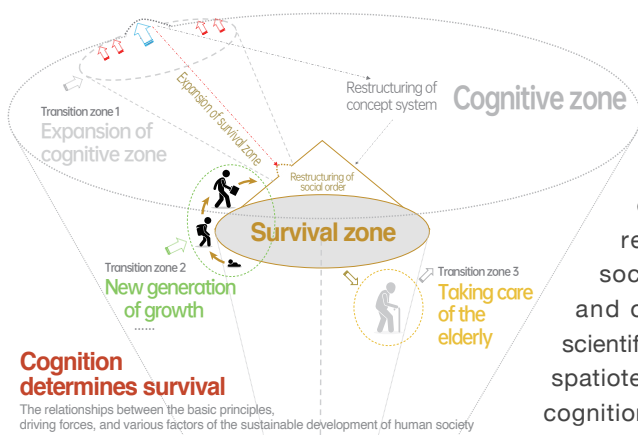 Restructuring of
concept system
Cognitive zone
Transition zone 1
Expansion of
cognitive zone
Expansion of survival zone
Restructuring of
social order
Survival zone
Transition zone 2
New generation
of growth
......
Transition zone 3
Taking care
of the
elderly
Cognition
determines survival
The relationships between the basic principles,
driving forces, and various factors of the sustainable development of human society
re
soc
and c
scientif
spatiote
cognition